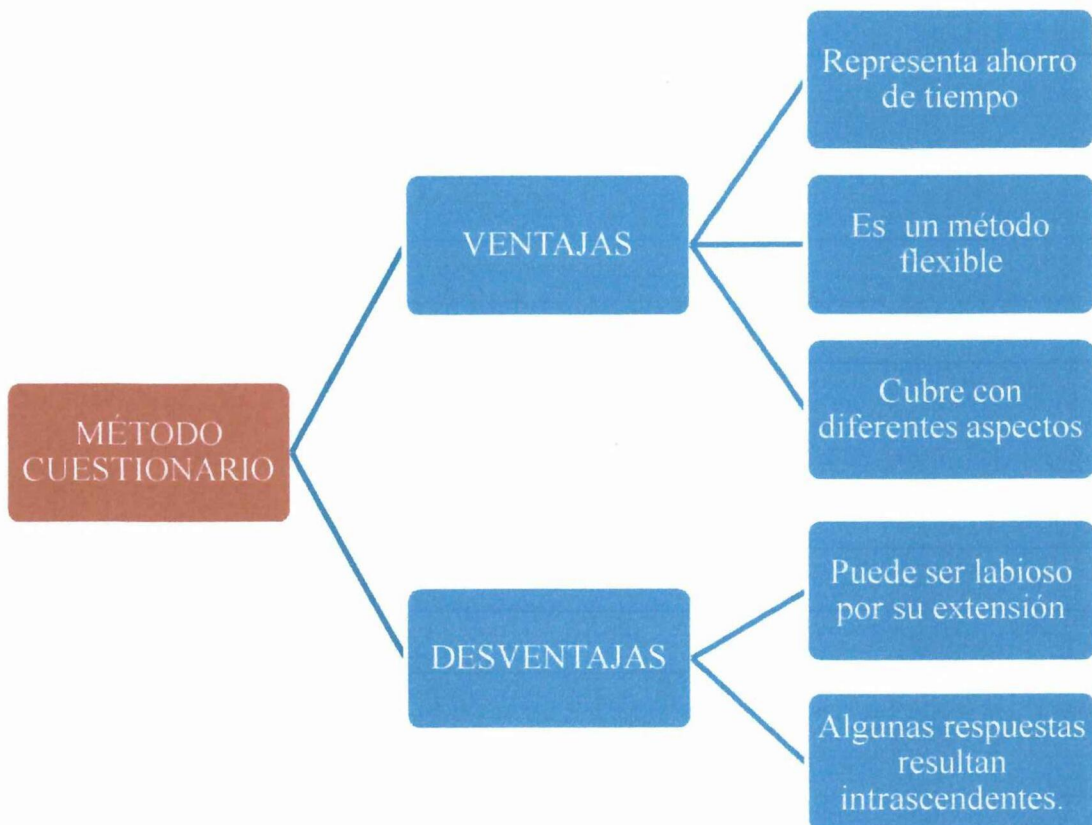 MÉTODO
CUESTIONARIO
VENTAJAS
Representa ahorro
de tiempo
Es un método
flexible
Cubre con
diferentes aspectos
DESVENTAJAS
Puede ser labioso
por su extensión
Algunas respuestas
resultan
intrascendentes.